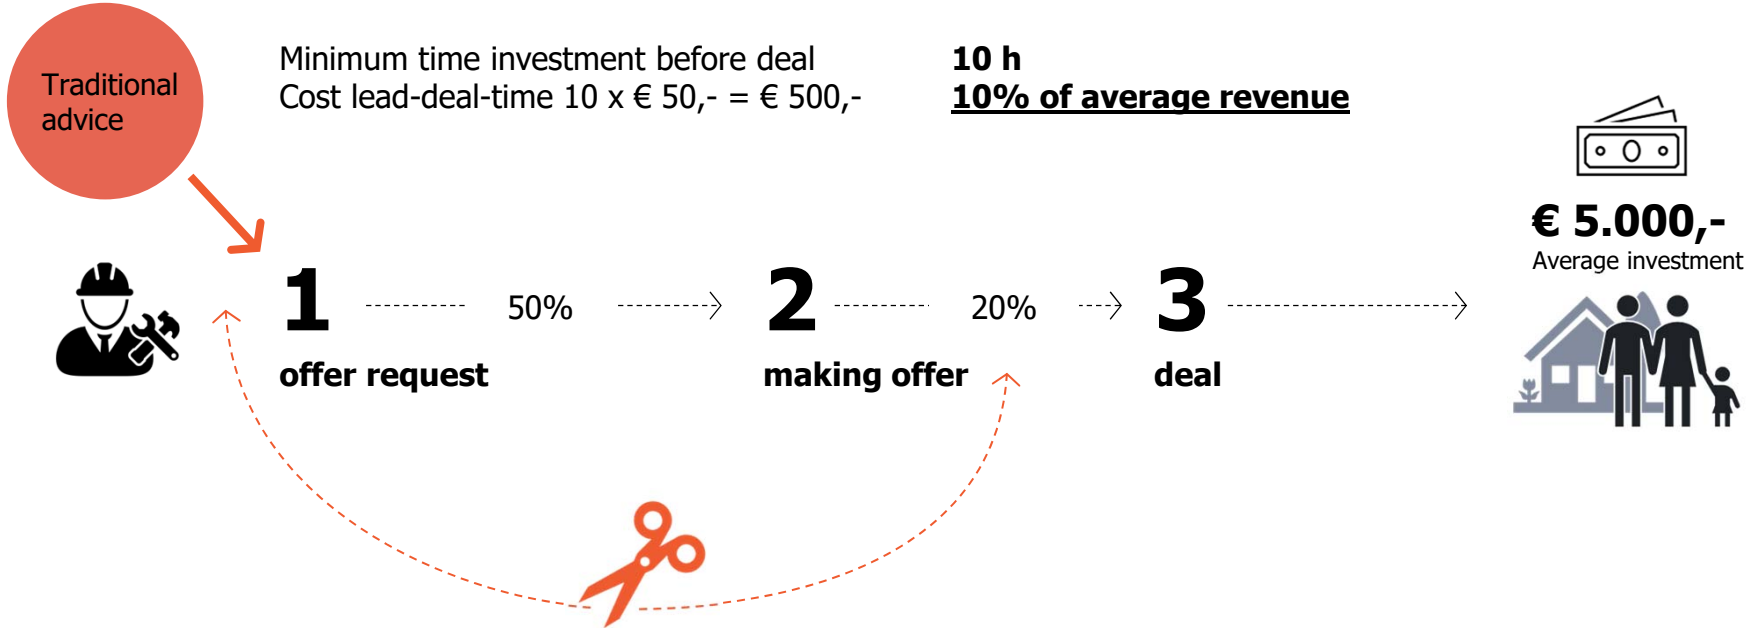 Traditional
advice
Minimum time investment before deal 10 h
Cost lead-deal-time 10 x € 50,- = € 500,- 10% of average revenue
€ 5.000,-
Average investment
1 50% 2 20% 3
offer request making offer deal